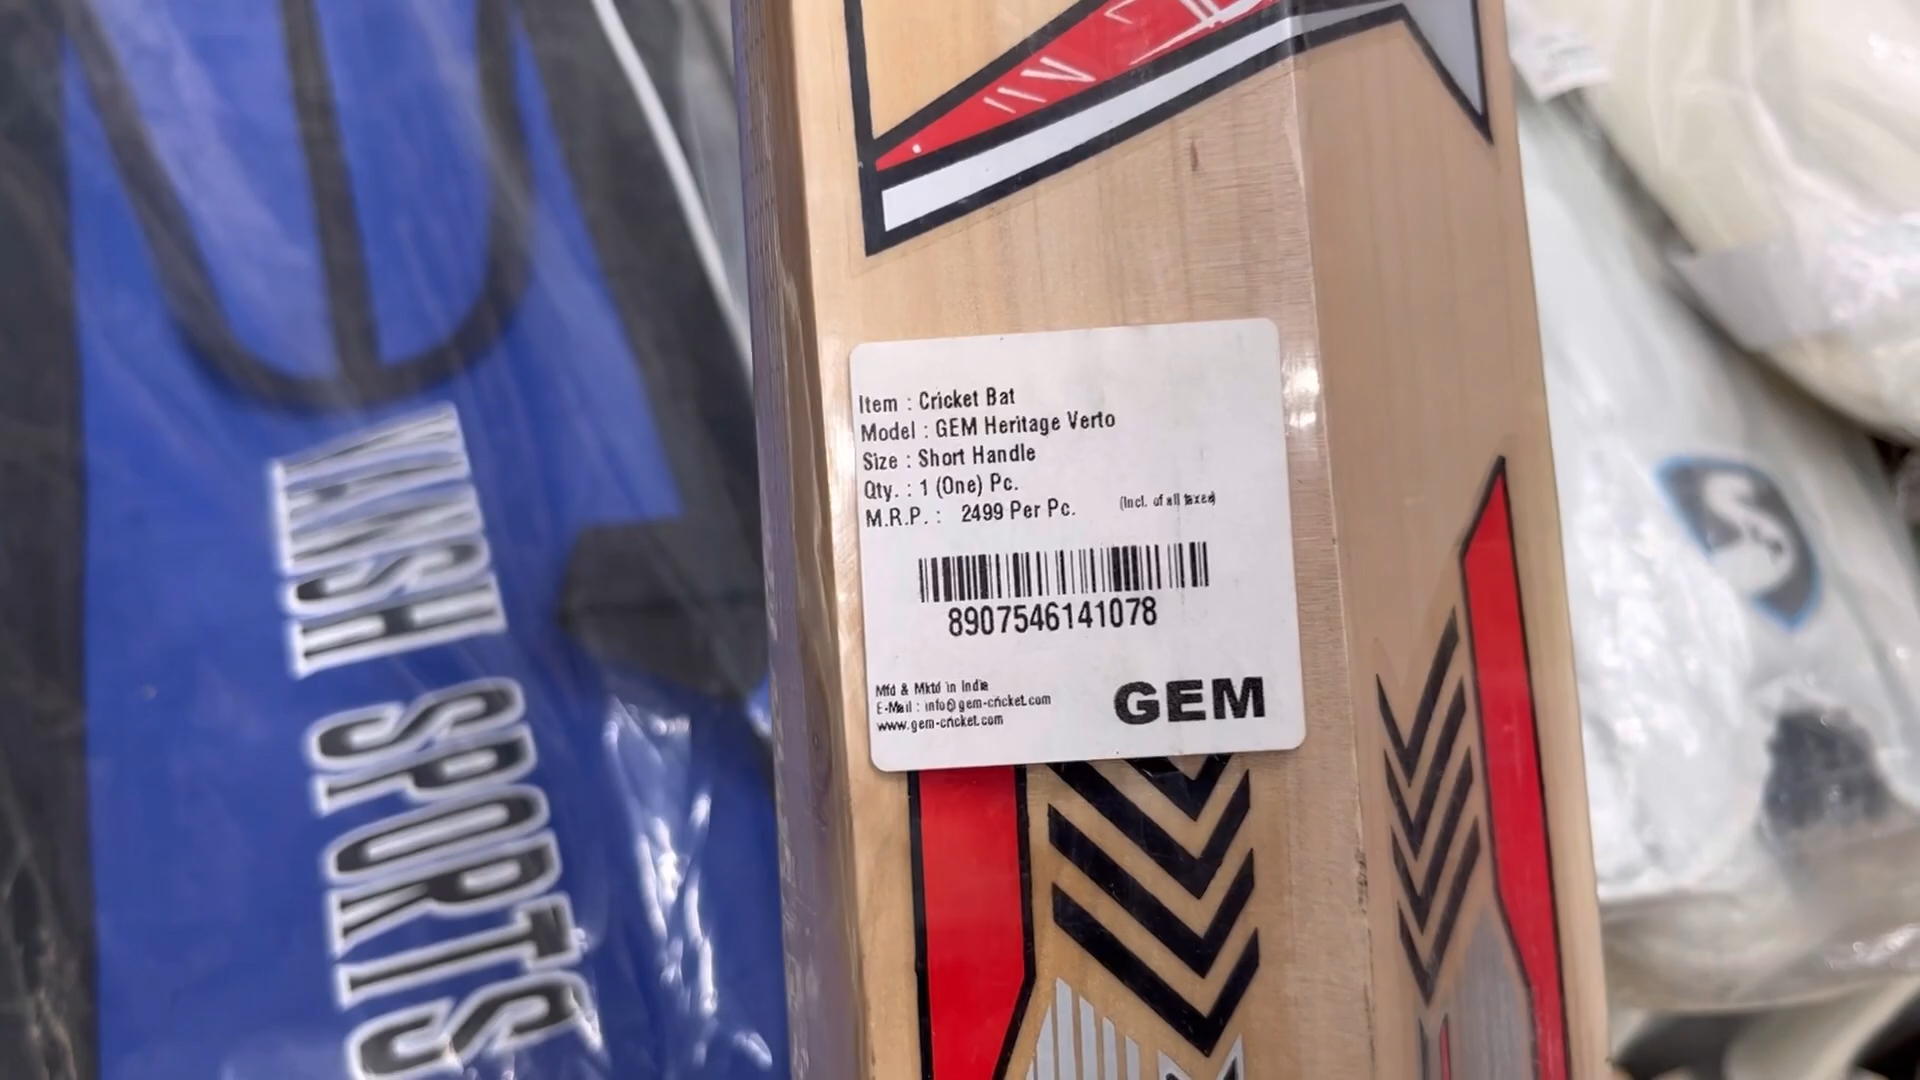 VANSH SPORTS
Item : Cricket Bat
Model : GEM Heritage Verto
Size : Short Handle
Qty. : 1 (One) Pc.
M.R.P. : 2499 Per Pc. (Incl. of all taxes)
8907546141078
Mfd & Mktd in India
E-Mail : info@gem-cricket.com
www.gem-cricket.com
GEM